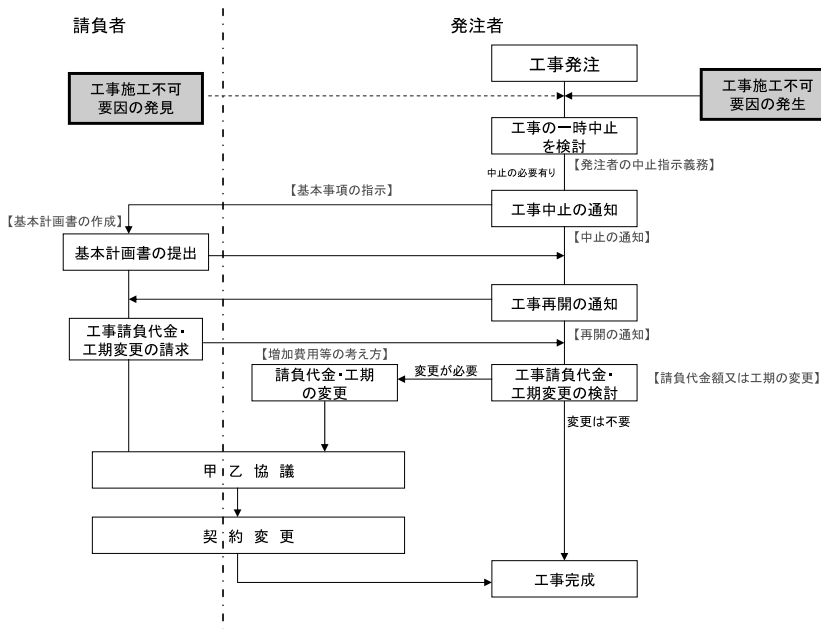 請負者
発注者
工事発注
工事施工不可
要因の発見
工事施工不可
要因の発生
工事の一時中止
を検討
【発注者の中止指示義務】
中止の必要有り
【基本事項の指示】
工事中止の通知
【基本計画書の作成】
【中止の通知】
基本計画書の提出
工事再開の通知
工事請負代金・
工期変更の請求
【再開の通知】
【増加費用等の考え方】
請負代金・工期
の変更
変更が必要
工事請負代金・
工期変更の検討
【請負代金額又は工期の変更】
変更は不要
甲 乙 協 議
契 約 変 更
工事完成